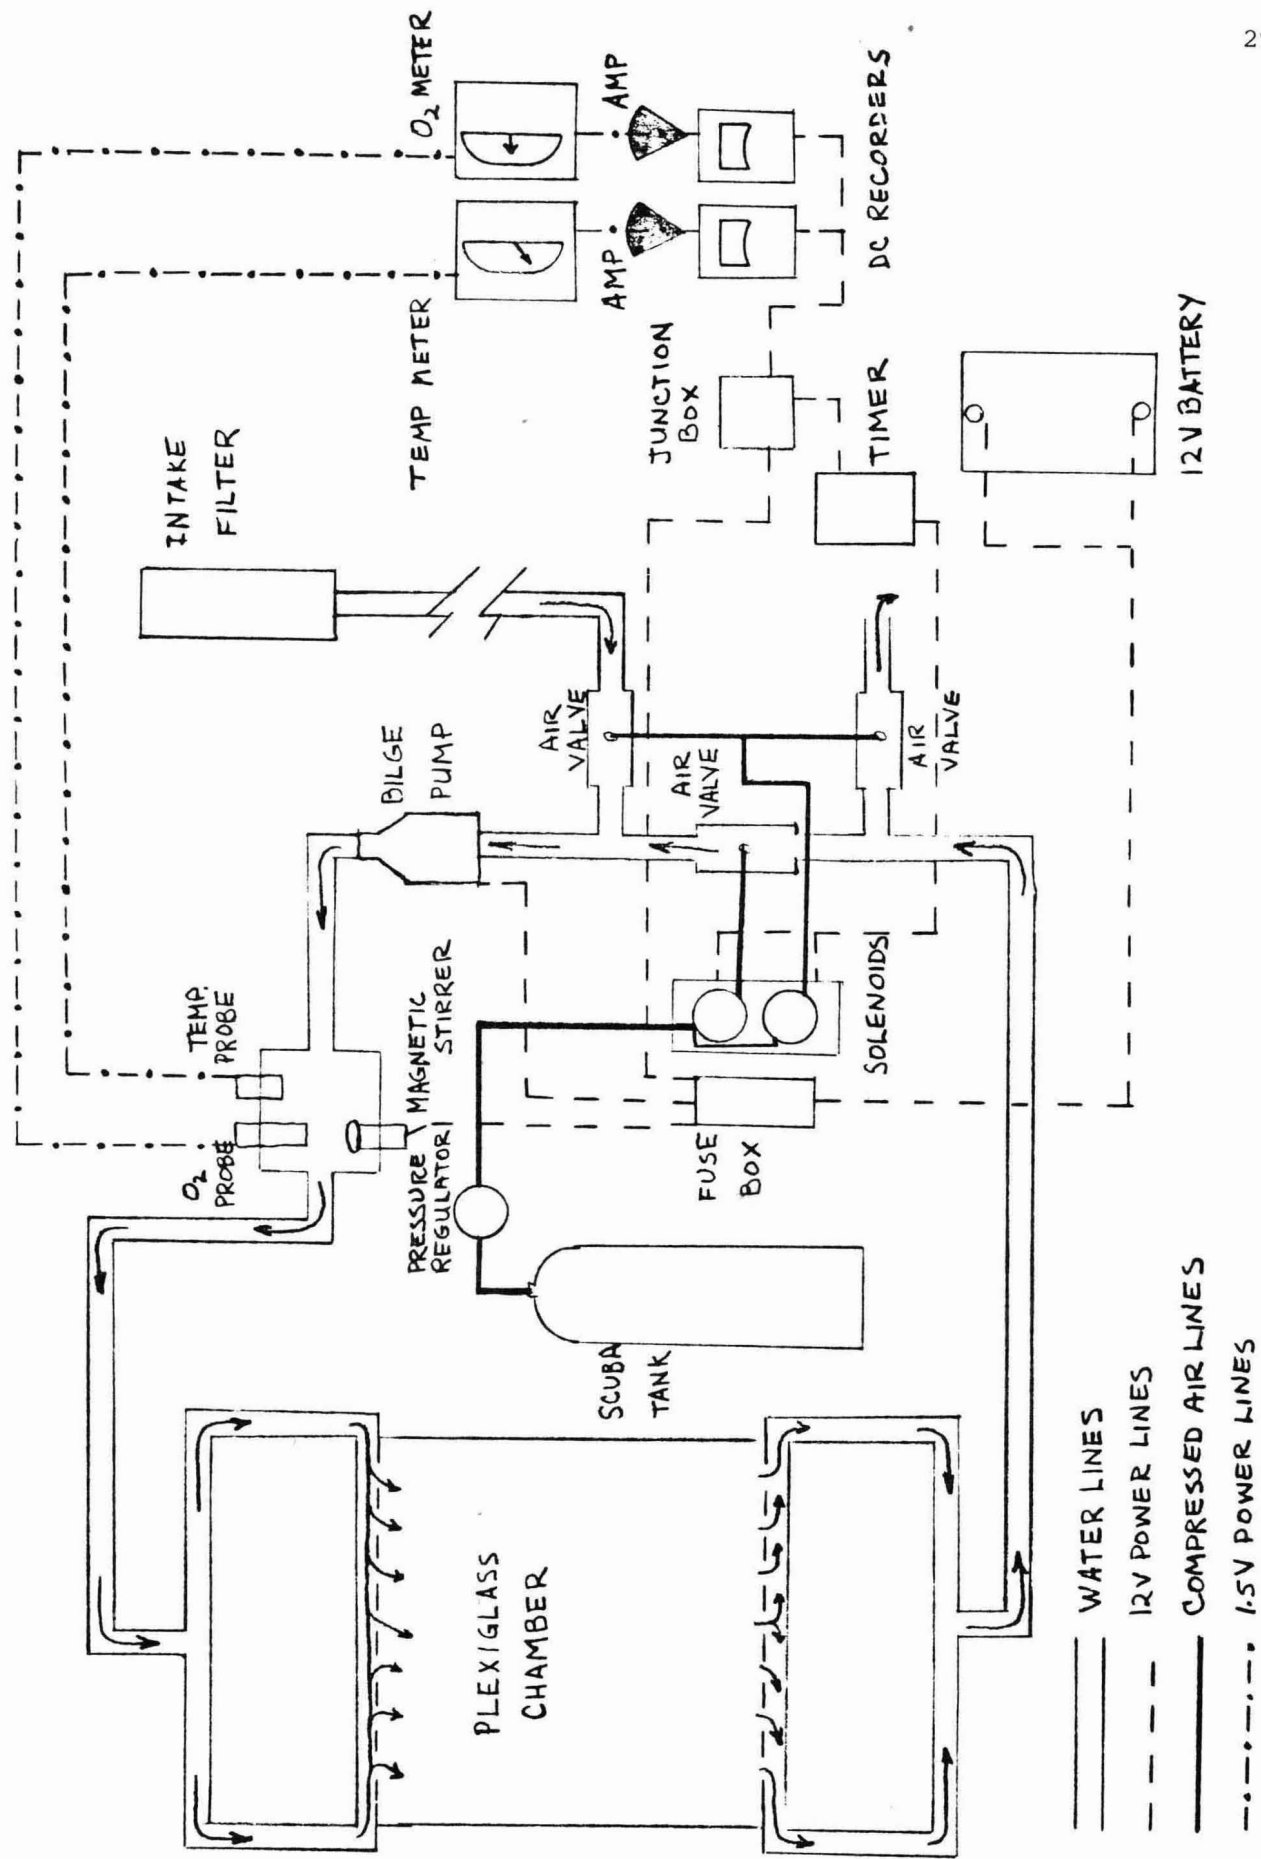 2
O2 METER
AMP
DC RECORDERS
TEMP METER
AMP
INTAKE
FILTER
JUNCTION
BOX
TIMER
12V BATTERY
BILGE
PUMP
AIR
VALVE
AIR
VALVE
AIR
VALVE
TEMP.
PROBE
O2
PROBE
MAGNETIC
STIRRER
PRESSURE
REGULATOR
SOLENOIDS
FUSE
BOX
SCUBA
TANK
PLEXIGLASS
CHAMBER
WATER LINES
12V POWER LINES
COMPRESSED AIR LINES
1.5V POWER LINES